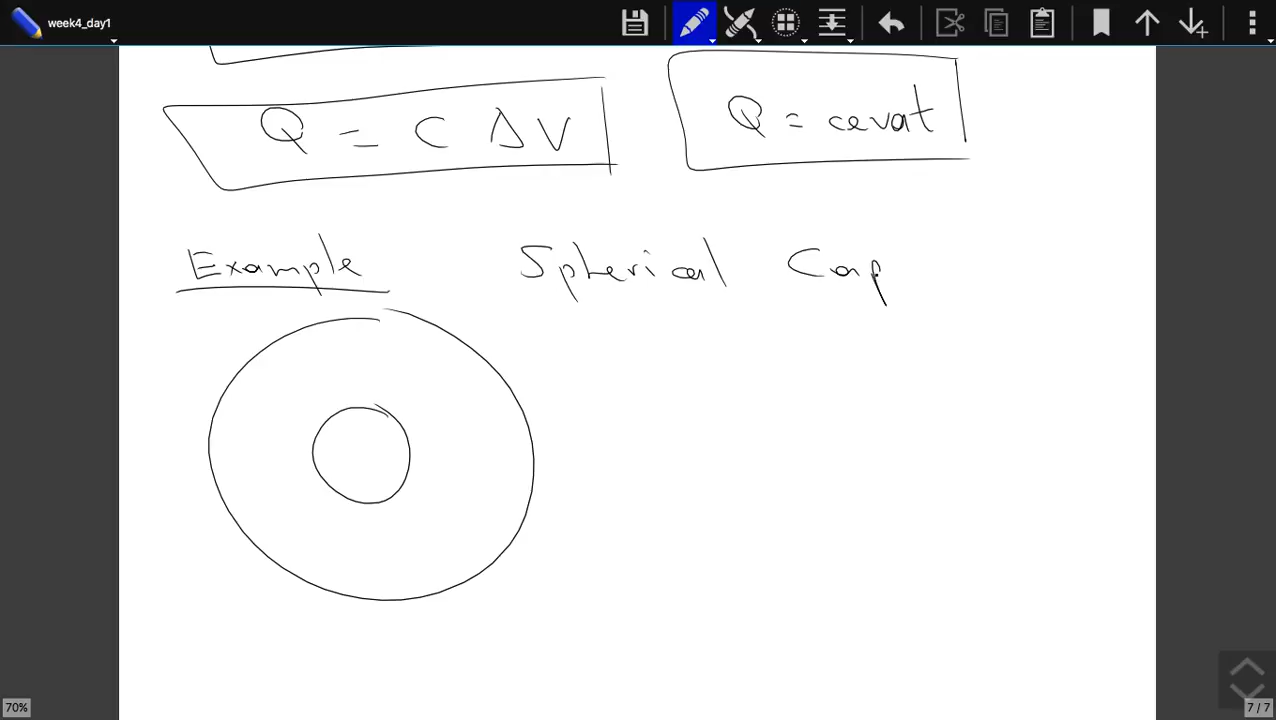 week4_day1
Q = C ΔV
Q = cevat
Example Spherical Cap
70%
7 / 7